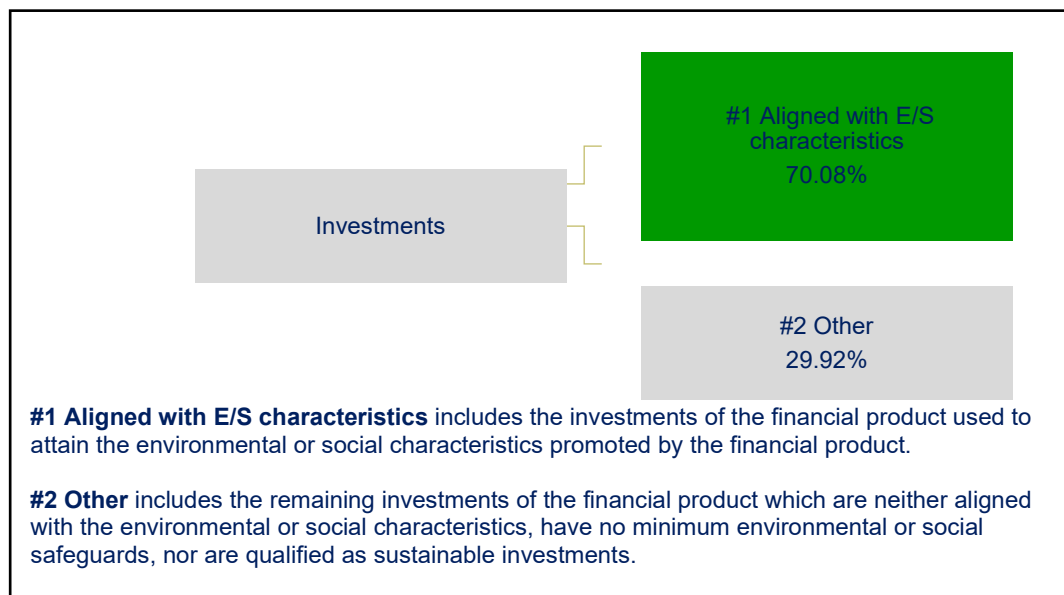 #1 Aligned with E/S
characteristics
70.08%
Investments
#2 Other
29.92%
#1 Aligned with E/S characteristics includes the investments of the financial product used to
attain the environmental or social characteristics promoted by the financial product.
#2 Other includes the remaining investments of the financial product which are neither aligned
with the environmental or social characteristics, have no minimum environmental or social
safeguards, nor are qualified as sustainable investments.